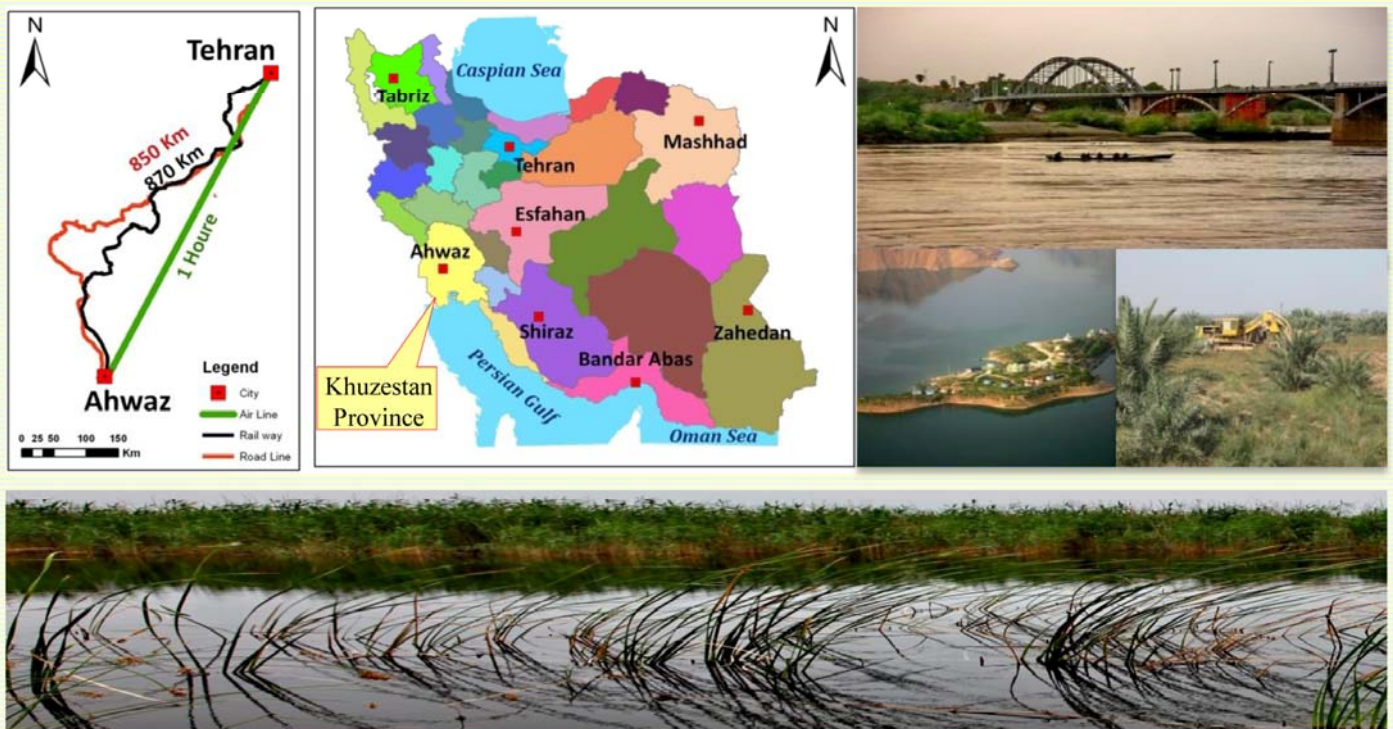 N
Tehran
850 Km
870 Km
1 Houre
Ahwaz
Legend
City
Air Line
Rail way
Road Line
0 25 50 100 150
Km
N
Caspian Sea
Tabriz
Mashhad
Tehran
Esfahan
Ahwaz
Shiraz
Zahedan
Bandar Abas
Khuzestan
Province
Persian Gulf
Oman Sea